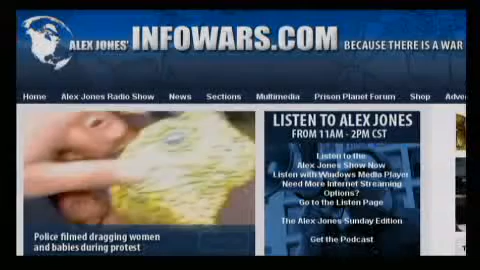 ALEX JONES' INFOWARS.COM BECAUSE THERE IS A WAR
Home Alex Jones Radio Show News Sections Multimedia Prison Planet Forum Shop Adve
LISTEN TO ALEX JONES
FROM 11AM - 2PM CST
Listen to the
Alex Jones Show Now
Listen with Windows Media Player
Need More Internet Streaming
Options?
Go to the Listen Page
The Alex Jones Sunday Edition
Get the Podcast
Police filmed dragging women
and babies during protest